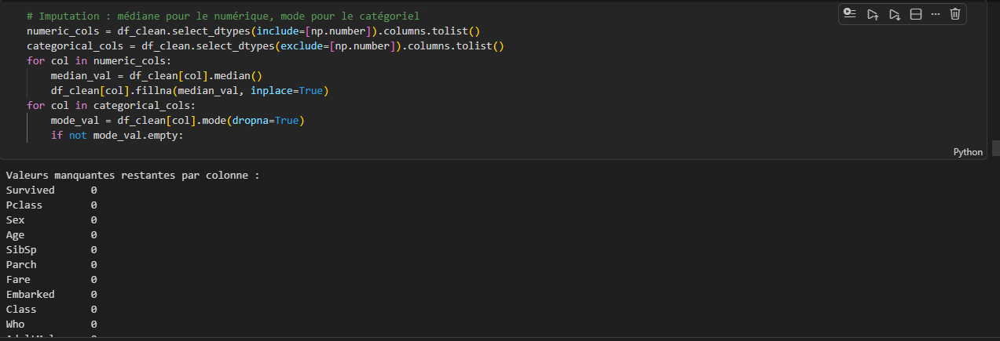 # Imputation : médiane pour le numérique, mode pour le catégoriel
numeric_cols = df_clean.select_dtypes(include=[np.number]).columns.tolist()
categorical_cols = df_clean.select_dtypes(exclude=[np.number]).columns.tolist()
for col in numeric_cols:
    median_val = df_clean[col].median()
    df_clean[col].fillna(median_val, inplace=True)
for col in categorical_cols:
    mode_val = df_clean[col].mode(dropna=True)
    if not mode_val.empty:
Python
Valeurs manquantes restantes par colonne :
Survived 0
Pclass 0
Sex 0
Age 0
SibSp 0
Parch 0
Fare 0
Embarked 0
Class 0
Who 0